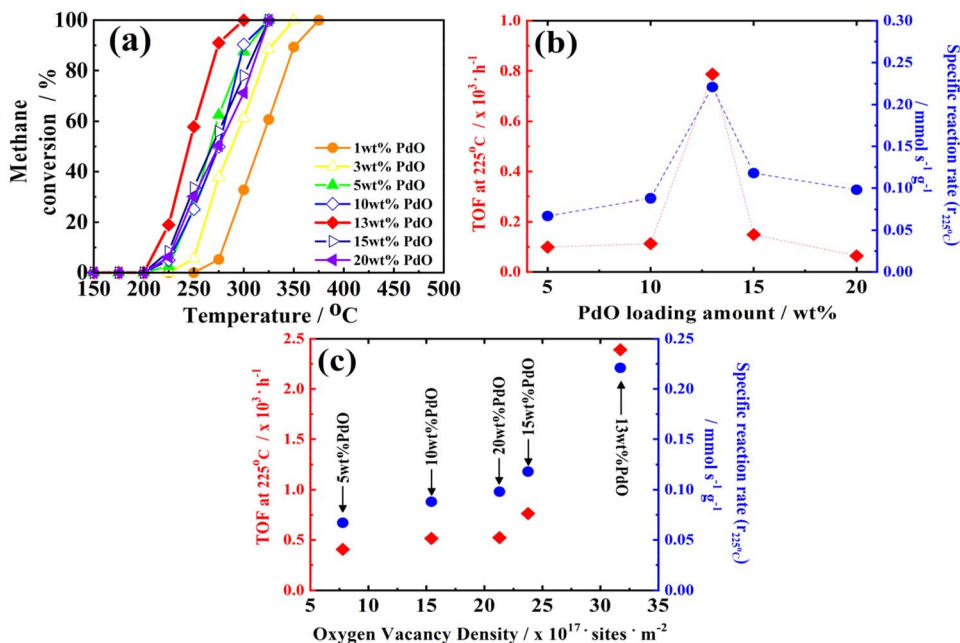 (a)
Methane
conversion / %
100
80
60
40
20
0
1wt% PdO
3wt% PdO
5wt% PdO
10wt% PdO
13wt% PdO
15wt% PdO
20wt% PdO
150 200 250 300 350 400 450 500
Temperature / ⁰C
(b)
TOF at 225⁰C / x 10³· h⁻¹
1.0
0.8
0.6
0.4
0.2
0.0
0.30
0.25
0.20
0.15
0.10
0.05
0.00
Specific reaction rate (r₂₂₅°C)
/ mmol s⁻¹ g⁻¹
5 10 15 20
PdO loading amount / wt%
(c)
TOF at 225⁰C / x 10³· h⁻¹
2.5
2.0
1.5
1.0
0.5
0.0
5wt%PdO
10wt%PdO
20wt%PdO
15wt%PdO
13wt%PdO
0.25
0.20
0.15
0.10
0.05
0.00
Specific reaction rate (r₂₂₅°C)
/ mmol s⁻¹ g⁻¹
5 10 15 20 25 30 35
Oxygen Vacancy Density / x 10¹⁷· sites · m⁻²